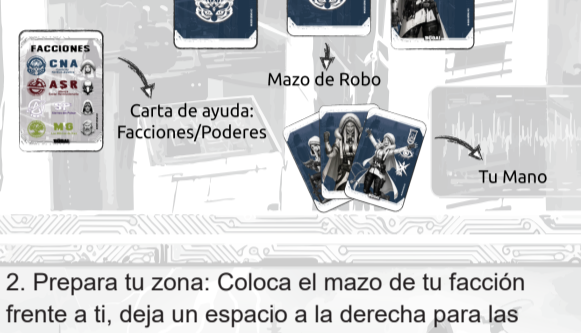 FACCIONES
CNA
ASR
MO
Mazo de Robo
Carta de ayuda:
Facciones/Poderes
Tu Mano
2. Prepara tu zona: Coloca el mazo de tu facción
frente a ti, deja un espacio a la derecha para las